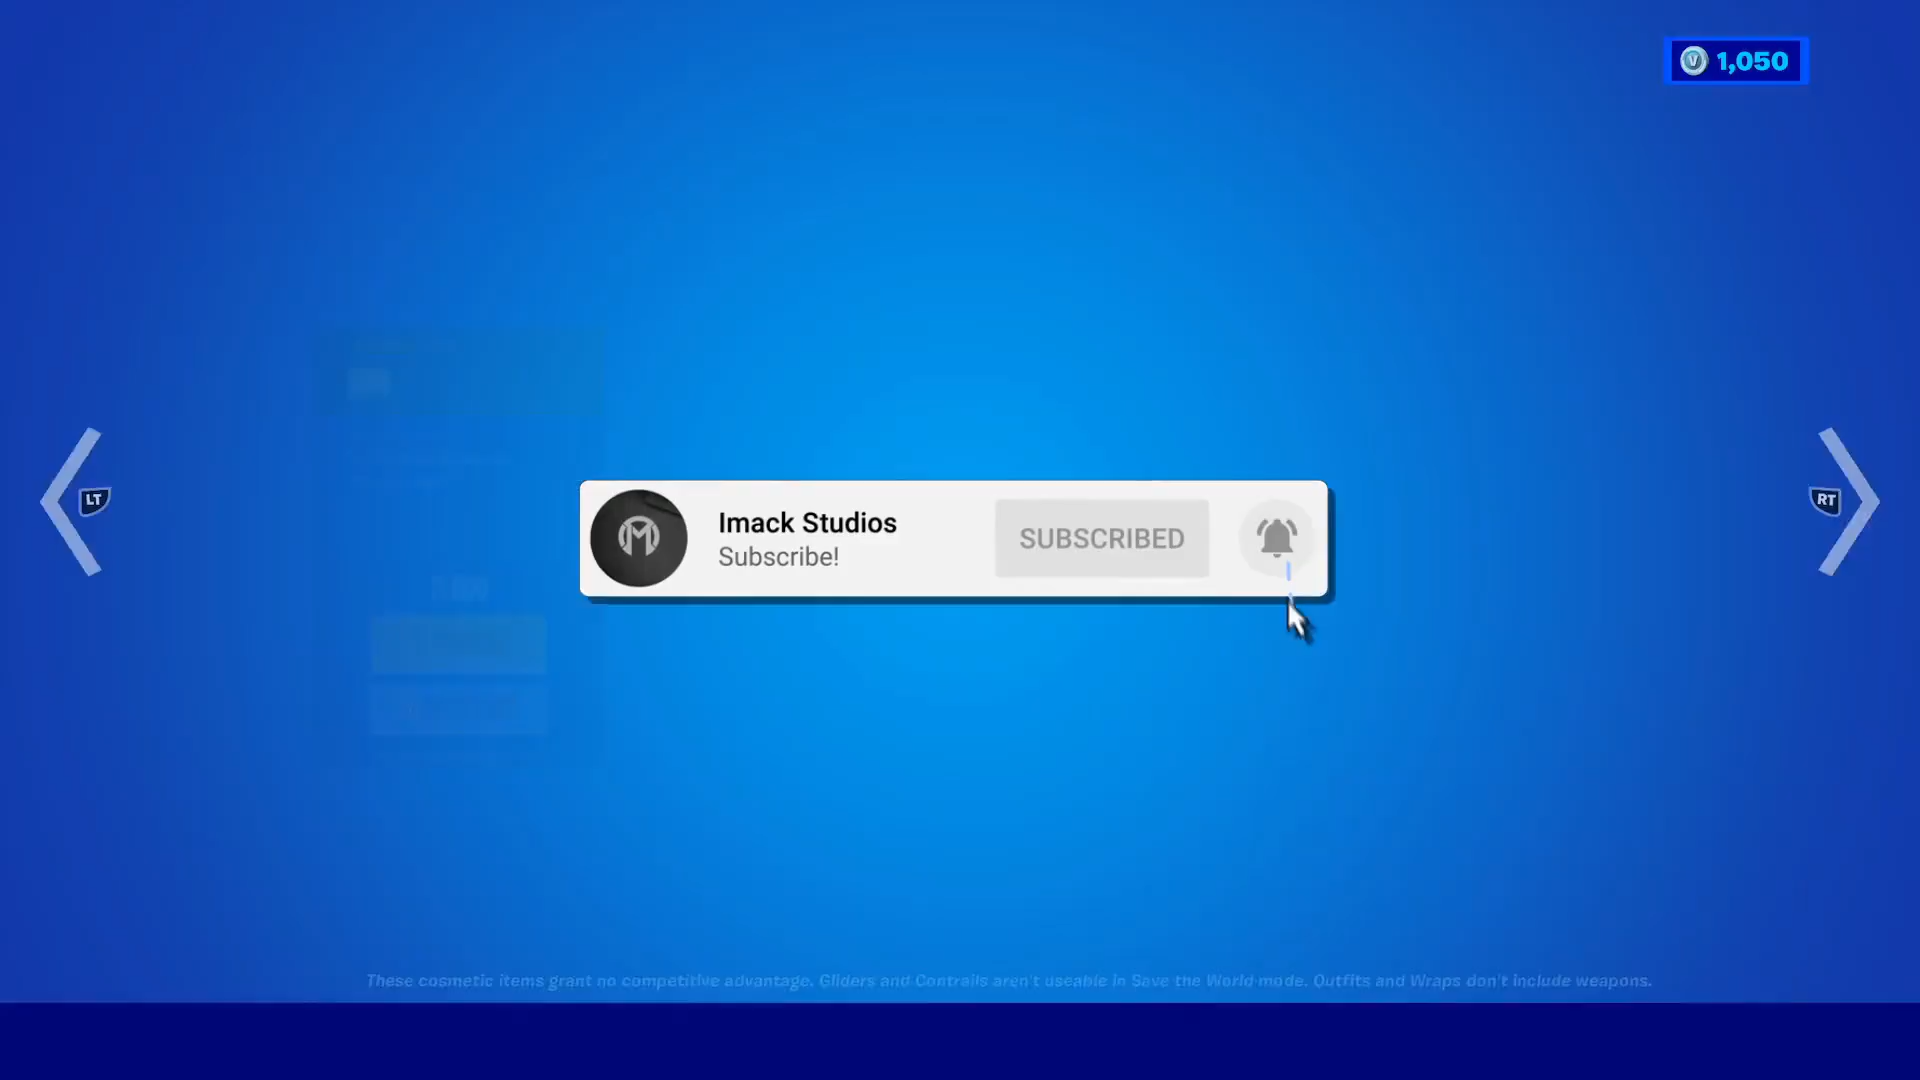 1,050
LT
RT
Imack Studios
Subscribe!
SUBSCRIBED
These cosmetic items grant no competitive advantage. Gliders and Contrails aren't useable in Save the World mode. Outfits and Wraps don't include weapons.